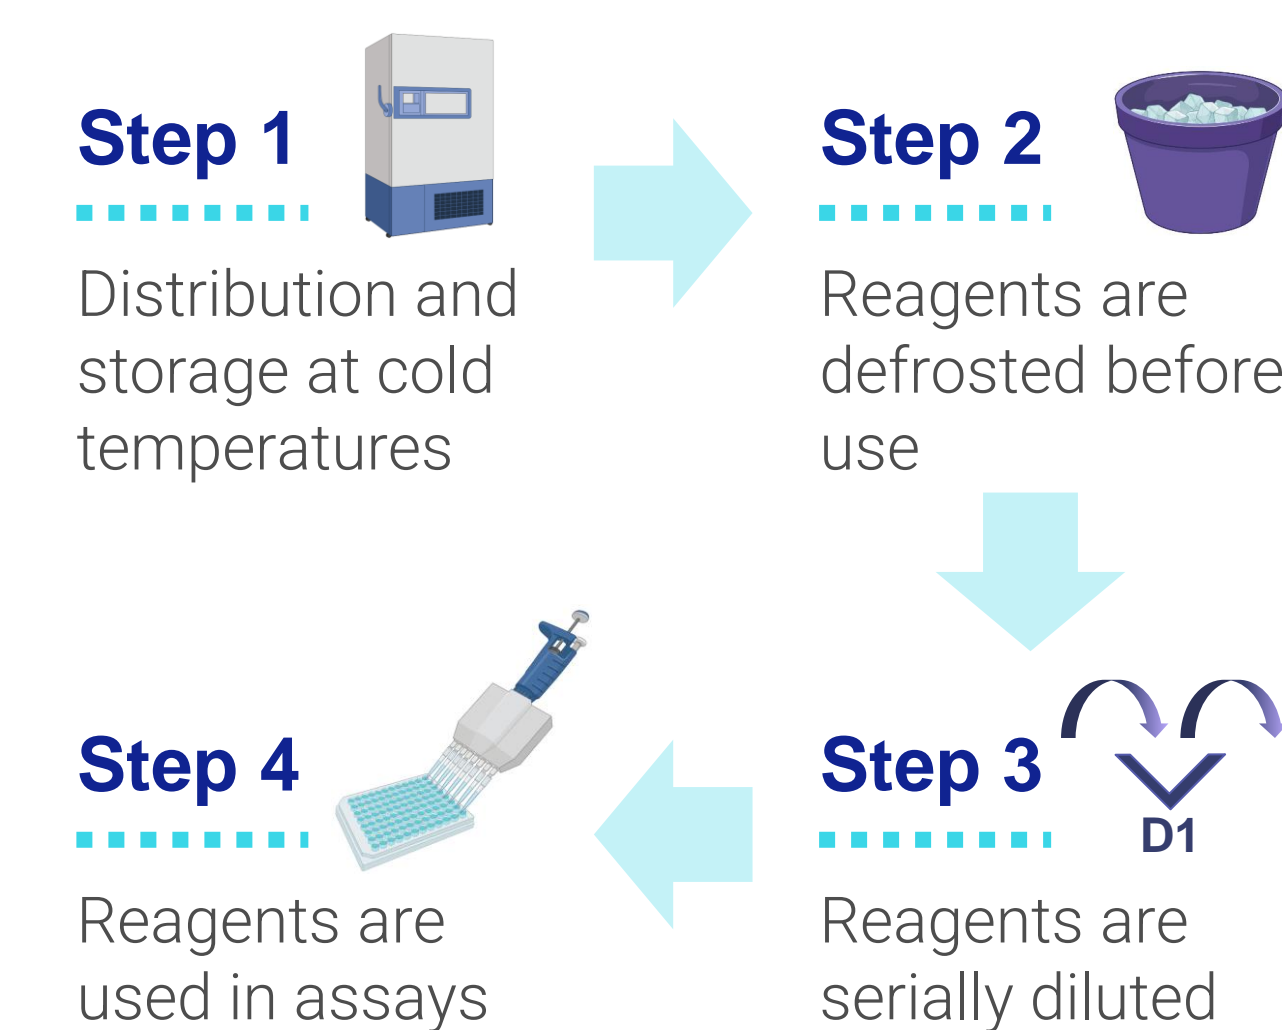 Step 1
Distribution and
storage at cold
temperatures
Step 2
Reagents are
defrosted before
use
Step 3
D1
Reagents are
serially diluted
Step 4
Reagents are
used in assays